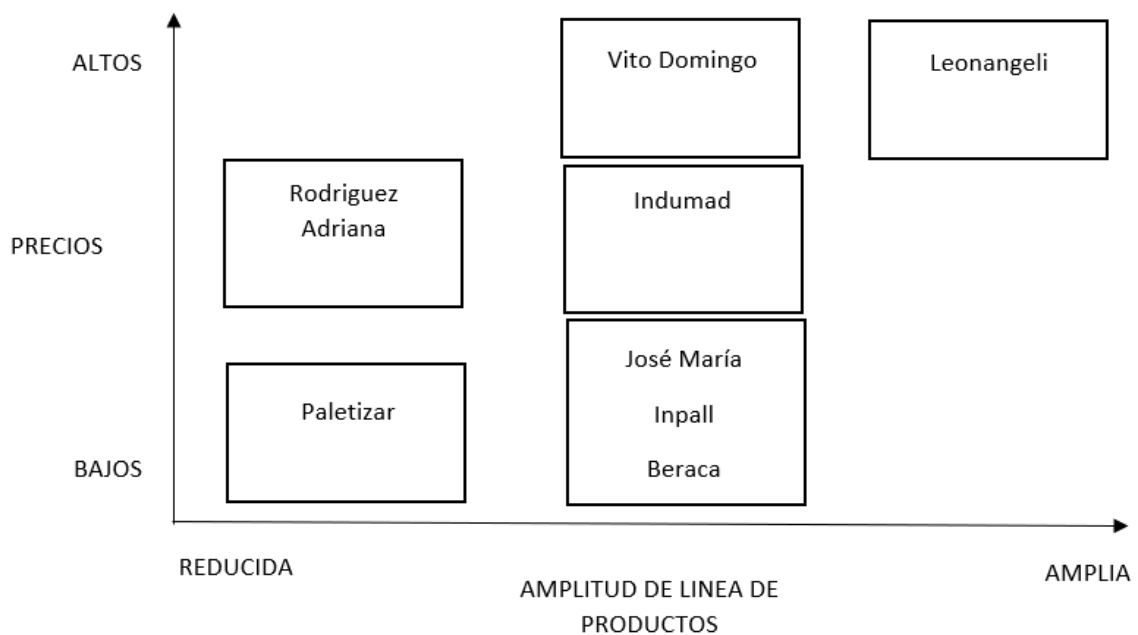 ALTOS
Vito Domingo
Leonangeli
Rodriguez
Adriana
Indumad
PRECIOS
José María
Paletizar
Inpall
BAJOS
Beraca
REDUCIDA
AMPLITUD DE LINEA DE
PRODUCTOS
AMPLIA